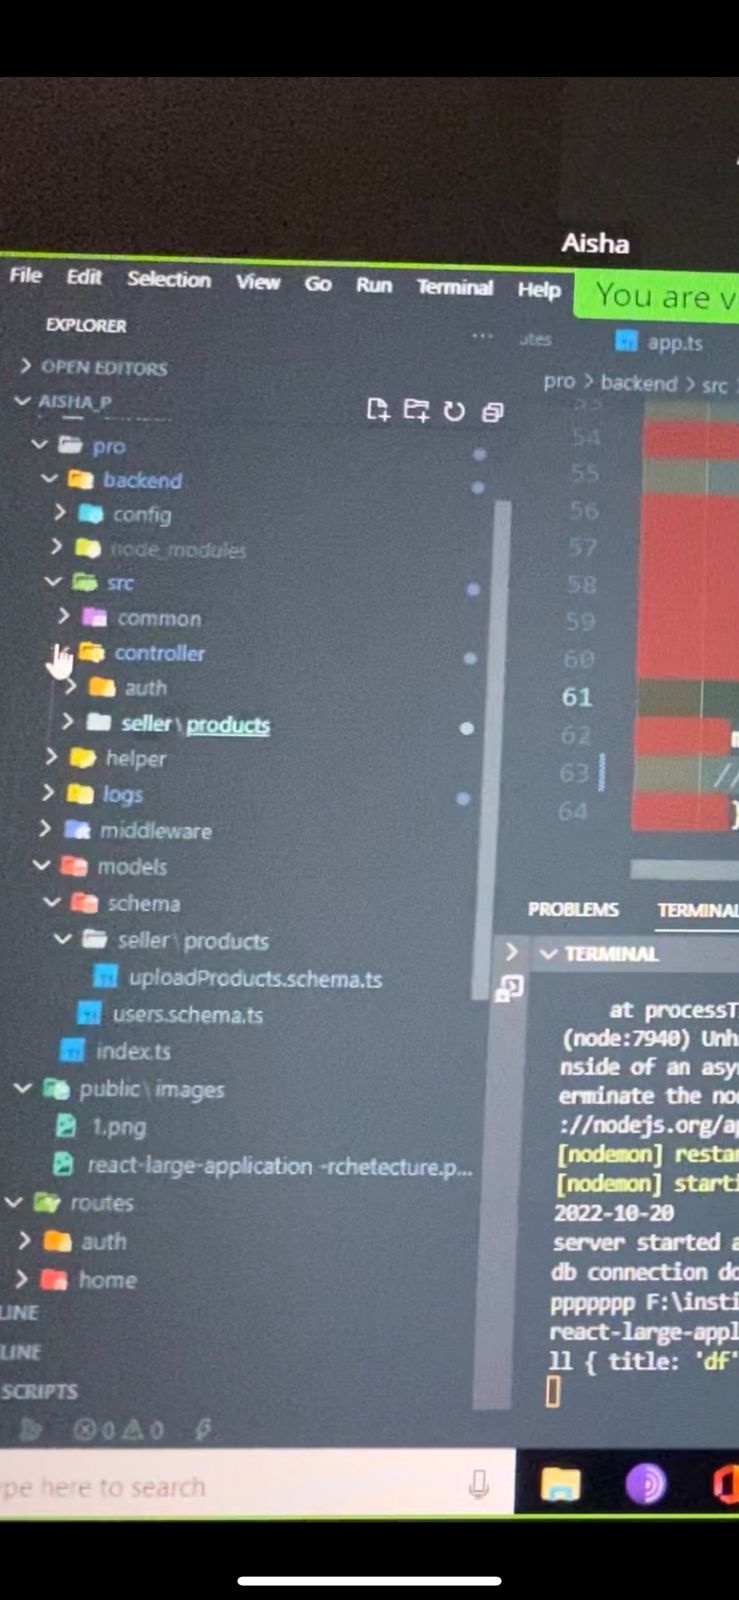 Aisha
File Edit Selection View Go Run Terminal Help
You are v
EXPLORER
...
utes
app.ts
OPEN EDITORS
AISHA_P
pro > backend > src
pro
backend
config
node_modules
src
common
controller
auth
seller \ products
helper
logs
middleware
models
schema
seller \ products
uploadProducts.schema.ts
users.schema.ts
index.ts
public \ images
1.png
react-large-application -rchetecture.p...
routes
auth
home
LINE
LINE
SCRIPTS
0 0
54
55
56
57
58
59
60
61
62
63 //
64 }
PROBLEMS TERMINAL
TERMINAL
at processT
(node:7940) Unh
nside of an asy
erminate the no
://nodejs.org/ap
[nodemon] restar
[nodemon] starti
2022-10-20
server started a
db connection do
ppppppp F:\insti
react-large-appl
ll { title: 'df'
pe here to search